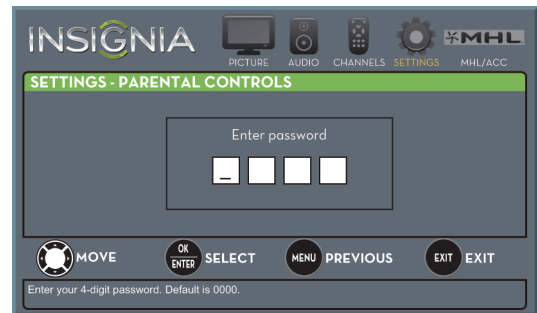 INSIGNIA
PICTURE AUDIO CHANNELS SETTINGS MHL MHL/ACC
SETTINGS - PARENTAL CONTROLS
Enter password
_
MOVE OK ENTER SELECT MENU PREVIOUS EXIT EXIT
Enter your 4-digit password. Default is 0000.